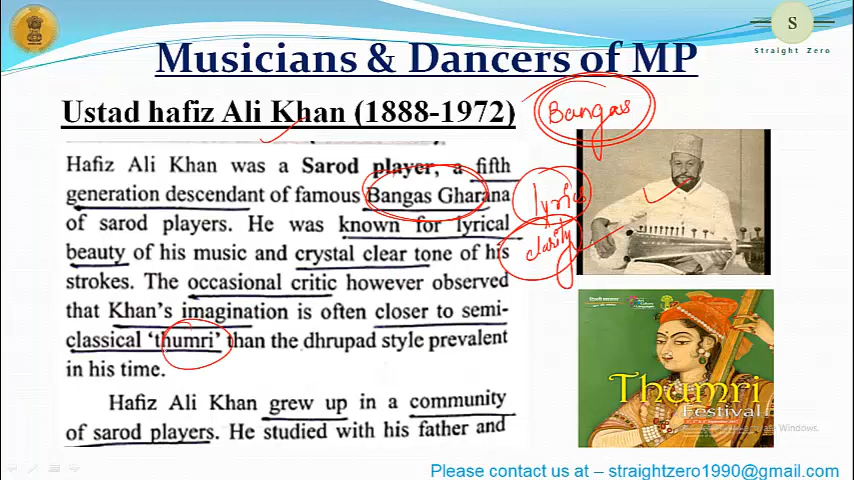 S
Straight Zero
Musicians & Dancers of MP
Ustad hafiz Ali Khan (1888-1972)
Bangas
Hafiz Ali Khan was a Sarod player, a fifth
generation descendant of famous Bangas Gharana
of sarod players. He was known for lyrical
beauty of his music and crystal clear tone of his
strokes. The occasional critic however observed
that Khan's imagination is often closer to semi-
classical 'thumri' than the dhrupad style prevalent
in his time.
Hafiz Ali Khan grew up in a community
of sarod players. He studied with his father and
lyrics
clarity
Thumri
Festival
Windows.
Please contact us at – straightzero1990@gmail.com